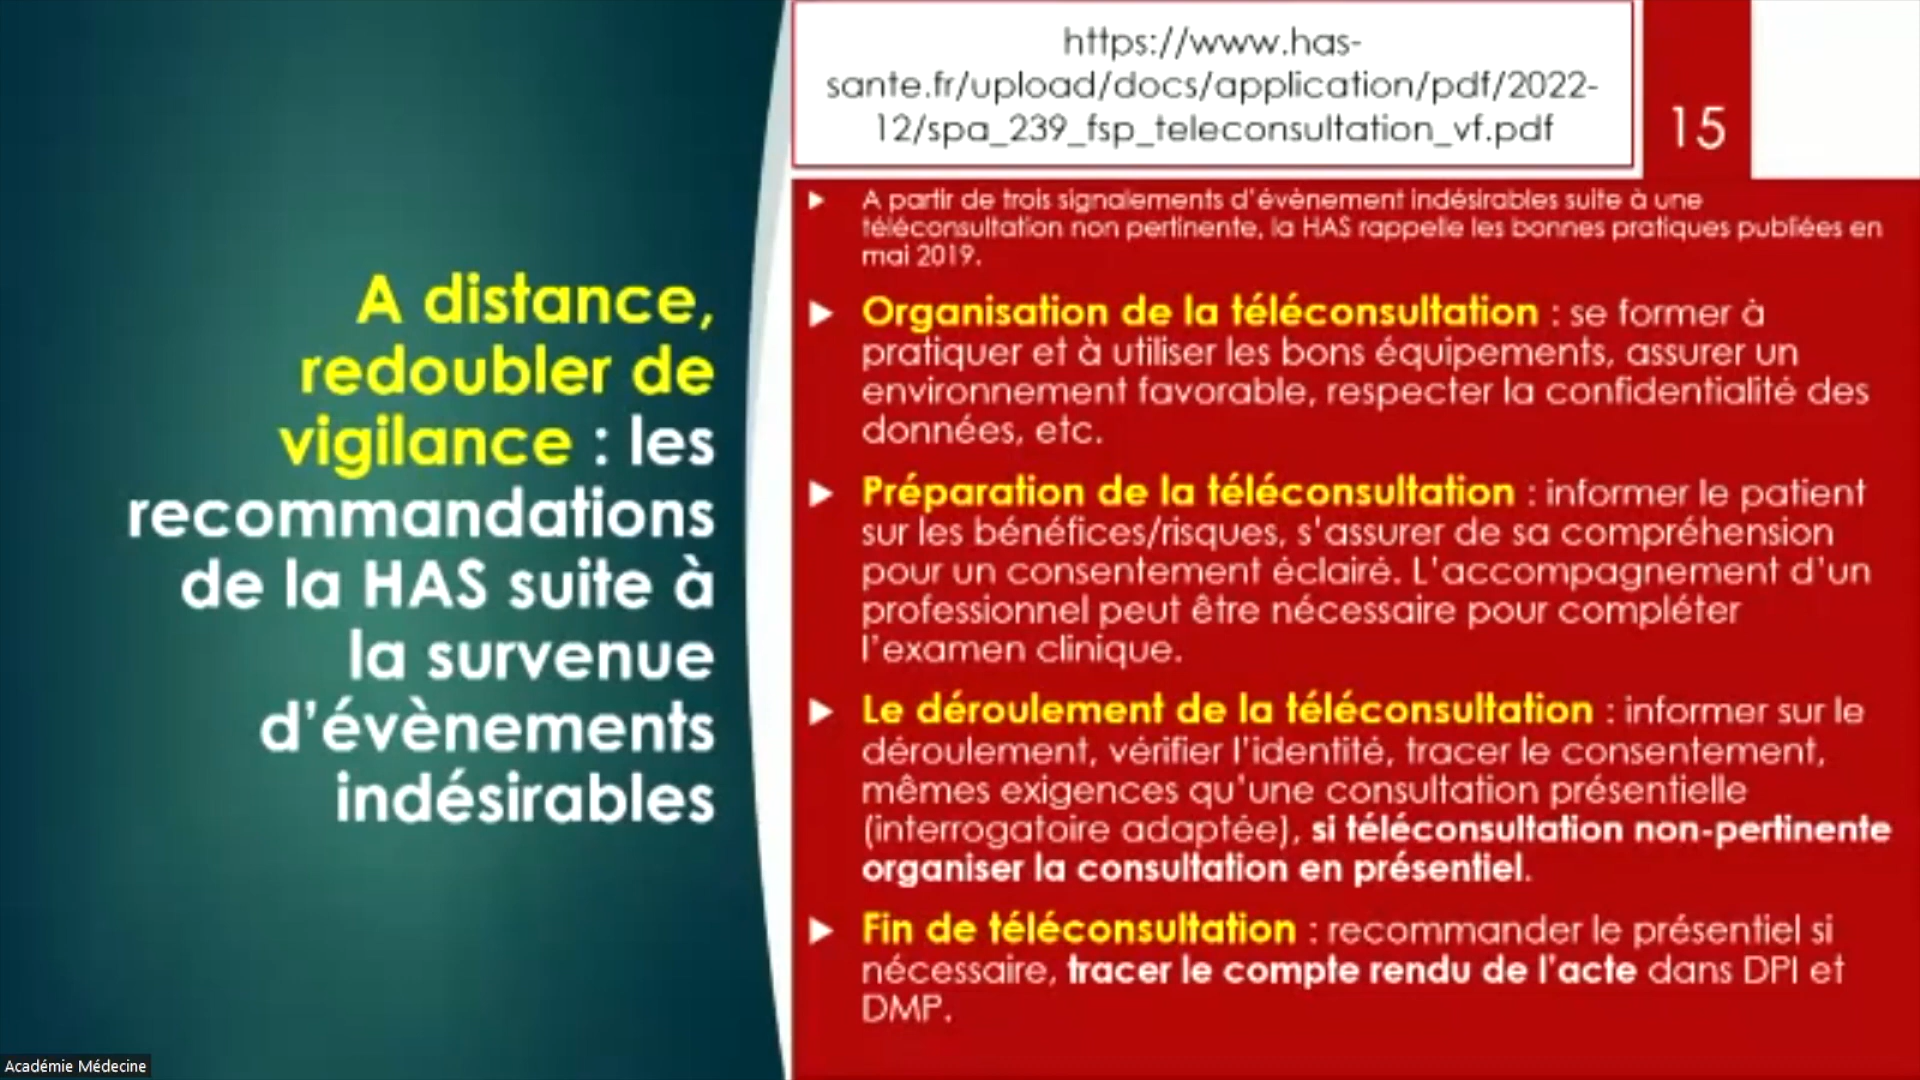 https://www.has-
sante.fr/upload/docs/application/pdf/2022-
12/spa_239_fsp_teleconsultation_vf.pdf
15
A distance,
redoubler de
vigilance : les
recommandations
de la HAS suite à
la survenue
d'évènements
indésirables
A partir de trois signalements d'évènement indésirables suite à une
téléconsultation non pertinente, la HAS rappelle les bonnes pratiques publiées en
mai 2019.
Organisation de la téléconsultation : se former à
pratiquer et à utiliser les bons équipements, assurer un
environnement favorable, respecter la confidentialité des
données, etc.
Préparation de la téléconsultation : informer le patient
sur les bénéfices/risques, s'assurer de sa compréhension
pour un consentement éclairé. L'accompagnement d'un
professionnel peut être nécessaire pour compléter
l'examen clinique.
Le déroulement de la téléconsultation : informer sur le
déroulement, vérifier l'identité, tracer le consentement,
mêmes exigences qu'une consultation présentielle
(interrogatoire adaptée), si téléconsultation non-pertinente
organiser la consultation en présentiel.
Fin de téléconsultation : recommander le présentiel si
nécessaire, tracer le compte rendu de l'acte dans DPI et
DMP.
Académie Médecine